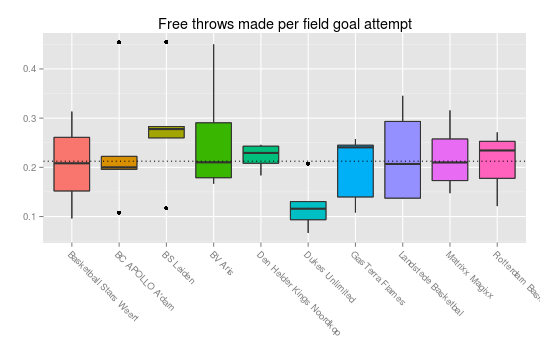 Free throws made per field goal attempt
0.4
0.3
0.2
0.1
Basketball Stars Weert
BC APOLLO A'dam
BS Leiden
BV Aris
Den Helder Kings Noordkop
Dukes Unlimited
GasTerra Flames
Landstede Basketbal
Matrixx Magixx
Rotterdam Bas